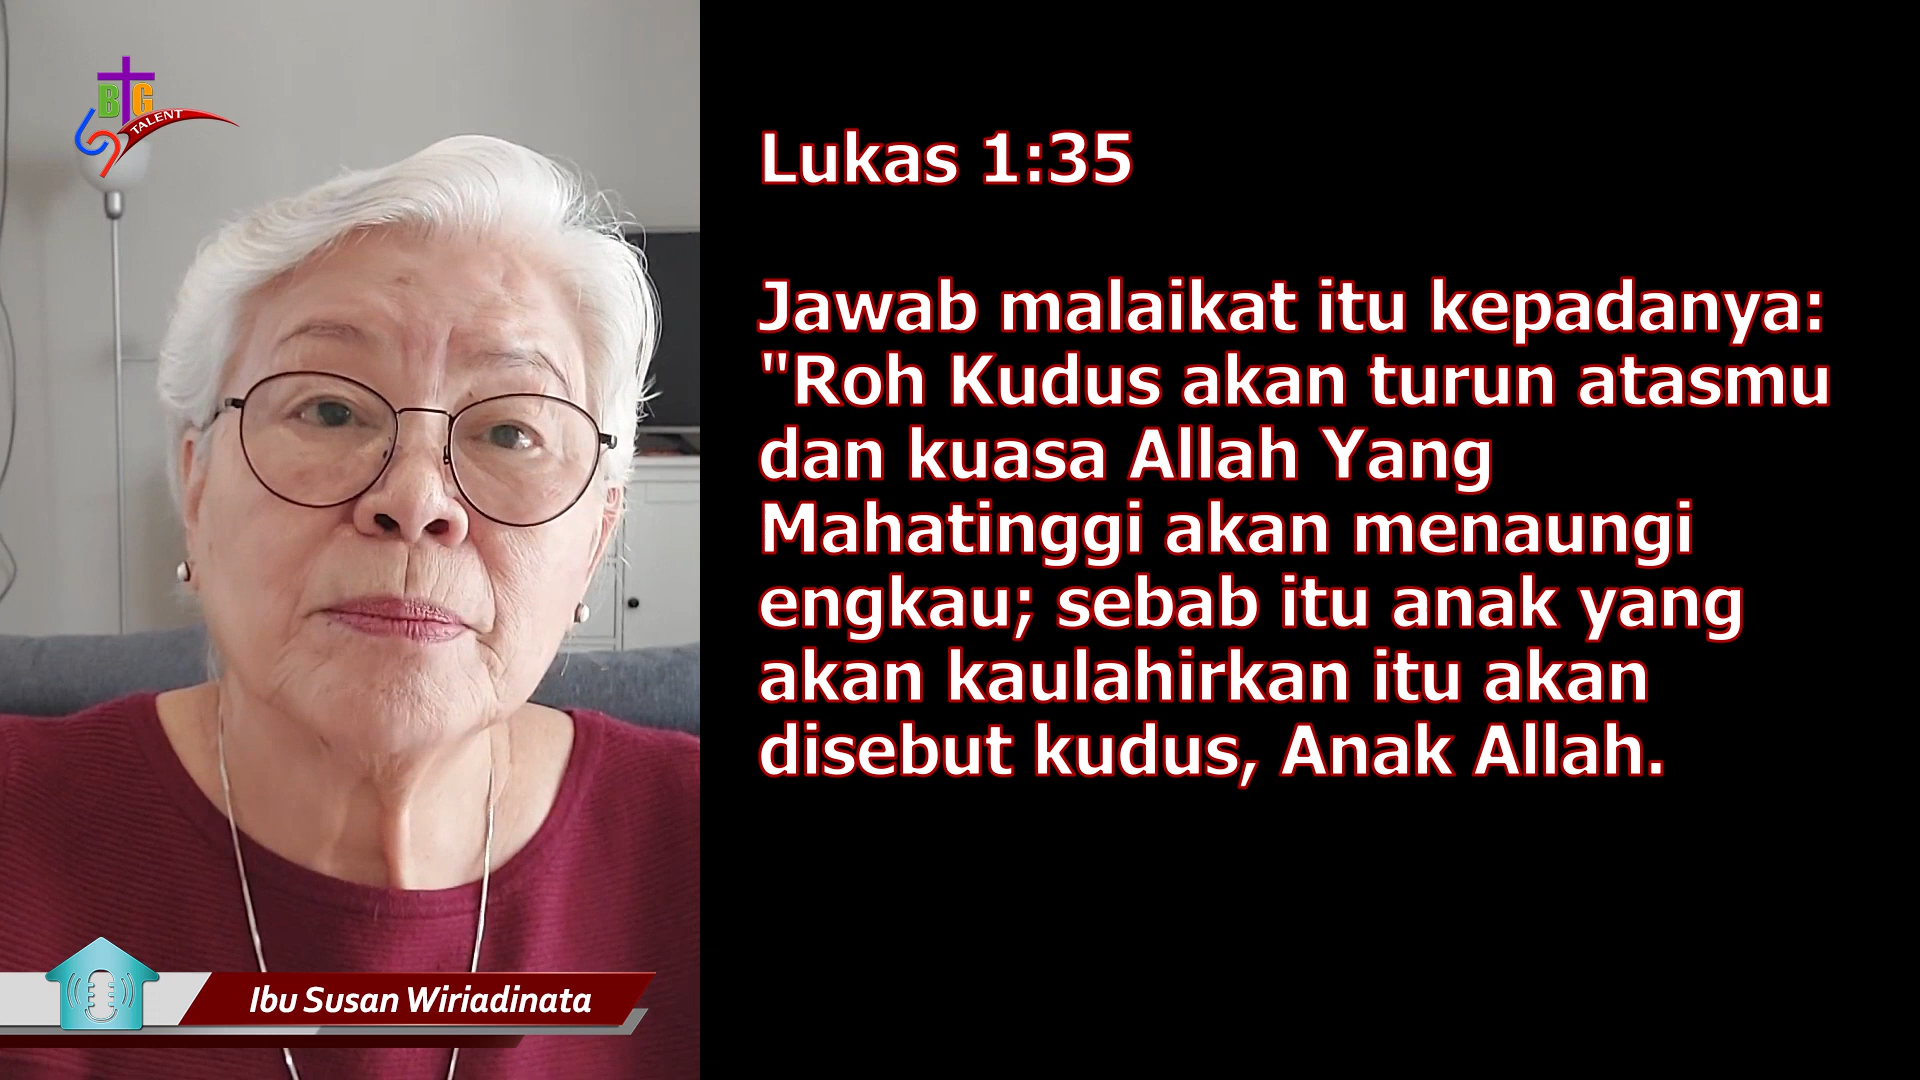 BTG
TALENT
Lukas 1:35
Jawab malaikat itu kepadanya:
"Roh Kudus akan turun atasmu
dan kuasa Allah Yang
Mahatinggi akan menaungi
engkau; sebab itu anak yang
akan kaulahirkan itu akan
disebut kudus, Anak Allah.
Ibu Susan Wiriadinata